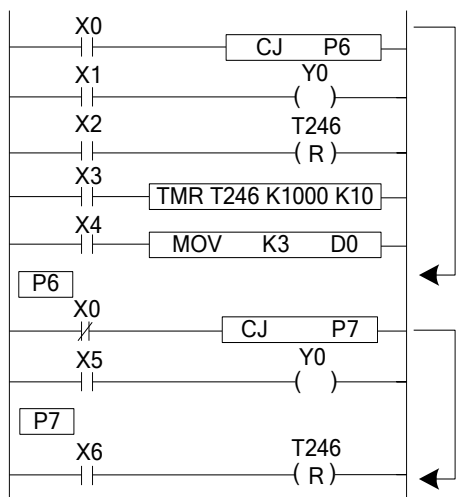 X0
CJ P6
X1 Y0
( )
X2 T246
( R )
X3
TMR T246 K1000 K10
X4
MOV K3 D0
P6
X0
CJ P7
X5 Y0
( )
P7
X6 T246
( R )